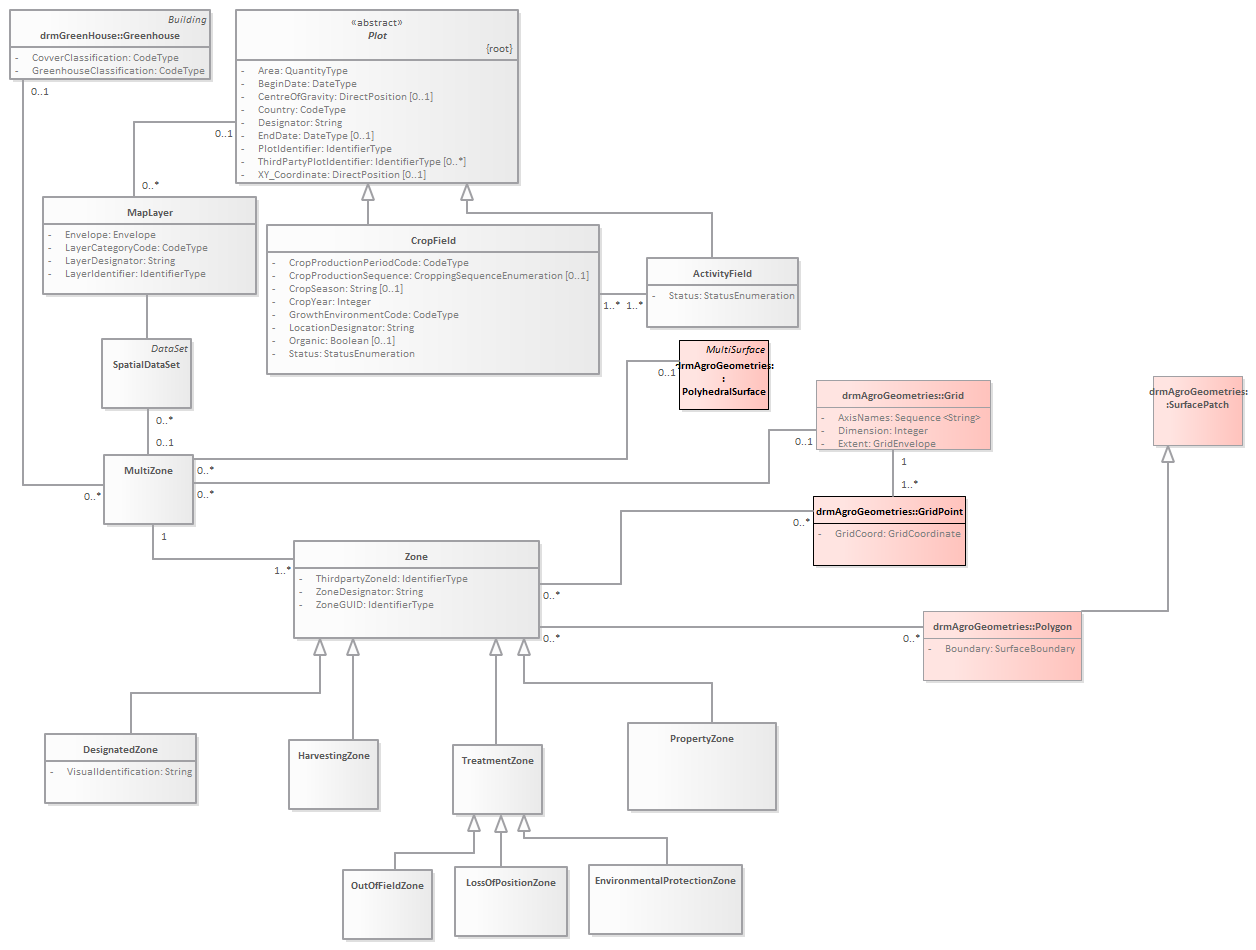 Building
drmGreenHouse::Greenhouse
- CovverClassification: CodeType
- GreenhouseClassification: CodeType
0..1
«abstract»
Plot
{root}
- Area: QuantityType
- BeginDate: DateType
- CentreOfGravity: DirectPosition [0..1]
- Country: CodeType
- Designator: String
- EndDate: DateType [0..1]
- PlotIdentifier: IdentifierType
- ThirdPartyPlotIdentifier: IdentifierType [0..*]
- XY_Coordinate: DirectPosition [0..1]
0..1
0..*
MapLayer
- Envelope: Envelope
- LayerCategoryCode: CodeType
- LayerDesignator: String
- LayerIdentifier: IdentifierType
CropField
- CropProductionPeriodCode: CodeType
- CropProductionSequence: CroppingSequenceEnumeration [0..1]
- CropSeason: String [0..1]
- CropYear: Integer
- GrowthEnvironmentCode: CodeType
- LocationDesignator: String
- Organic: Boolean [0..1]
- Status: StatusEnumeration
1..* 1..*
ActivityField
- Status: StatusEnumeration
DataSet
SpatialDataSet
0..*
0..1
MultiSurface
drmAgroGeometries:
:
PolyhedralSurface
0..1
drmAgroGeometries::Grid
- AxisNames: Sequence <String>
- Dimension: Integer
- Extent: GridEnvelope
0..1
1
1..*
drmAgroGeometries:
:SurfacePatch
MultiZone
0..*
0..*
0..*
1
drmAgroGeometries::GridPoint
- GridCoord: GridCoordinate
0..*
1..*
Zone
- ThirdpartyZoneId: IdentifierType
- ZoneDesignator: String
- ZoneGUID: IdentifierType
0..*
0..*
0..*
drmAgroGeometries::Polygon
- Boundary: SurfaceBoundary
DesignatedZone
- VisualIdentification: String
HarvestingZone
TreatmentZone
PropertyZone
OutOfFieldZone
LossOfPositionZone
EnvironmentalProtectionZone